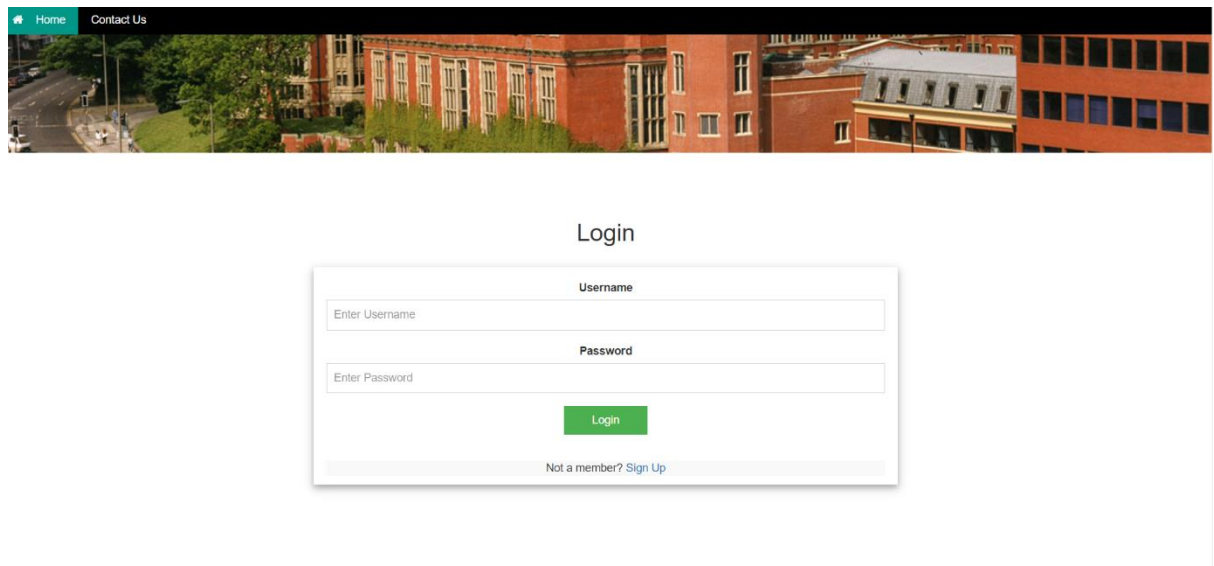 Home Contact Us
Login
Username
Enter Username
Password
Enter Password
Login
Not a member? Sign Up